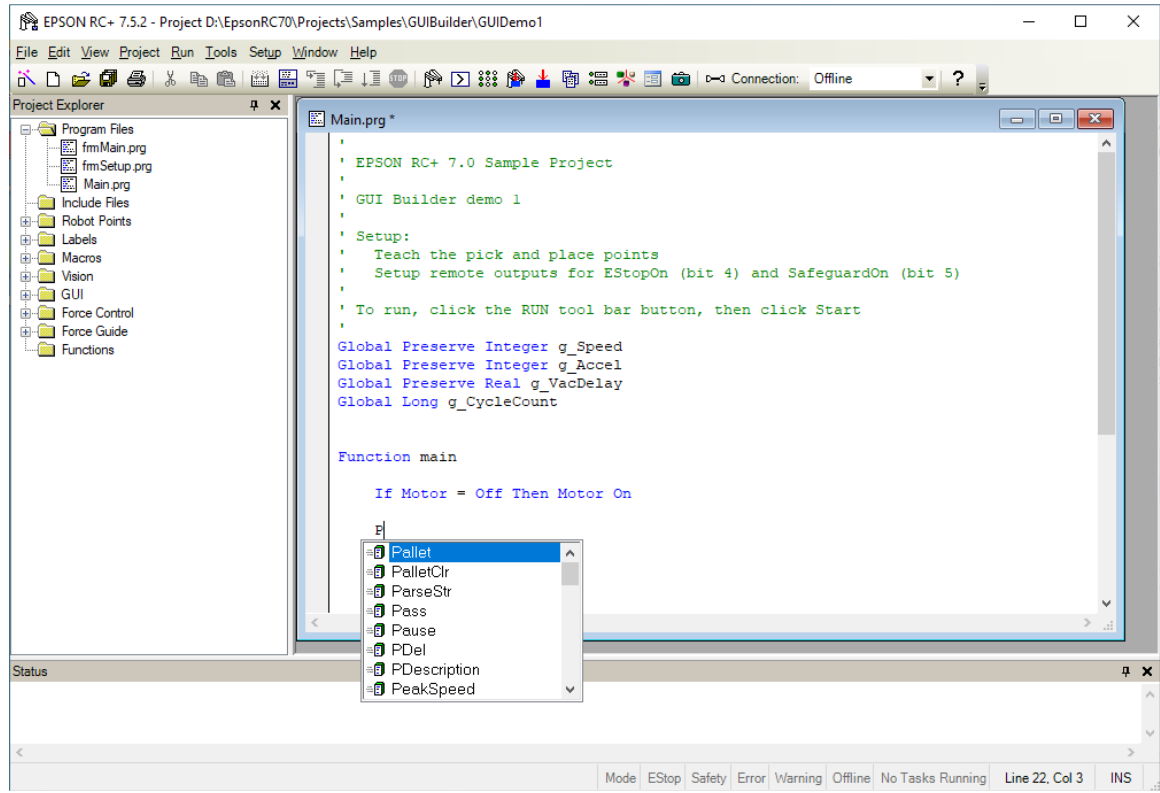 EPSON RC+ 7.5.2 - Project D:\EpsonRC70\Projects\Samples\GUIBuilder\GUIDemo1
File Edit View Project Run Tools Setup Window Help
STOP Connection: Offline ?
Project Explorer
Program Files
frmMain.prg
frmSetup.prg
Main.prg
Include Files
Robot Points
Labels
Macros
Vision
GUI
Force Control
Force Guide
Functions
Main.prg *
'
' EPSON RC+ 7.0 Sample Project
'
' GUI Builder demo 1
'
' Setup:
'   Teach the pick and place points
'   Setup remote outputs for EStopOn (bit 4) and SafeguardOn (bit 5)
'
' To run, click the RUN tool bar button, then click Start
'
Global Preserve Integer g_Speed
Global Preserve Integer g_Accel
Global Preserve Real g_VacDelay
Global Long g_CycleCount
Function main
If Motor = Off Then Motor On
P
Pallet
PalletClr
ParseStr
Pass
Pause
PDel
PDescription
PeakSpeed
Status
Mode EStop Safety Error Warning Offline No Tasks Running Line 22, Col 3 INS